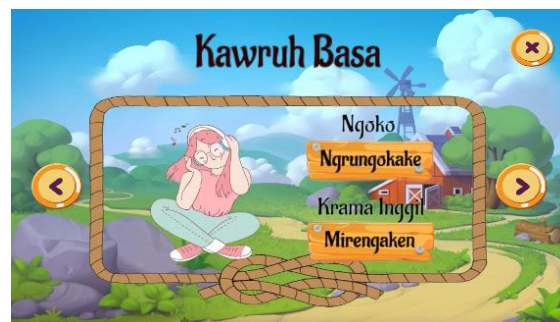 Kawruh Basa
Ngoko
Ngrungokake
Krama Inggil
Mirengaken